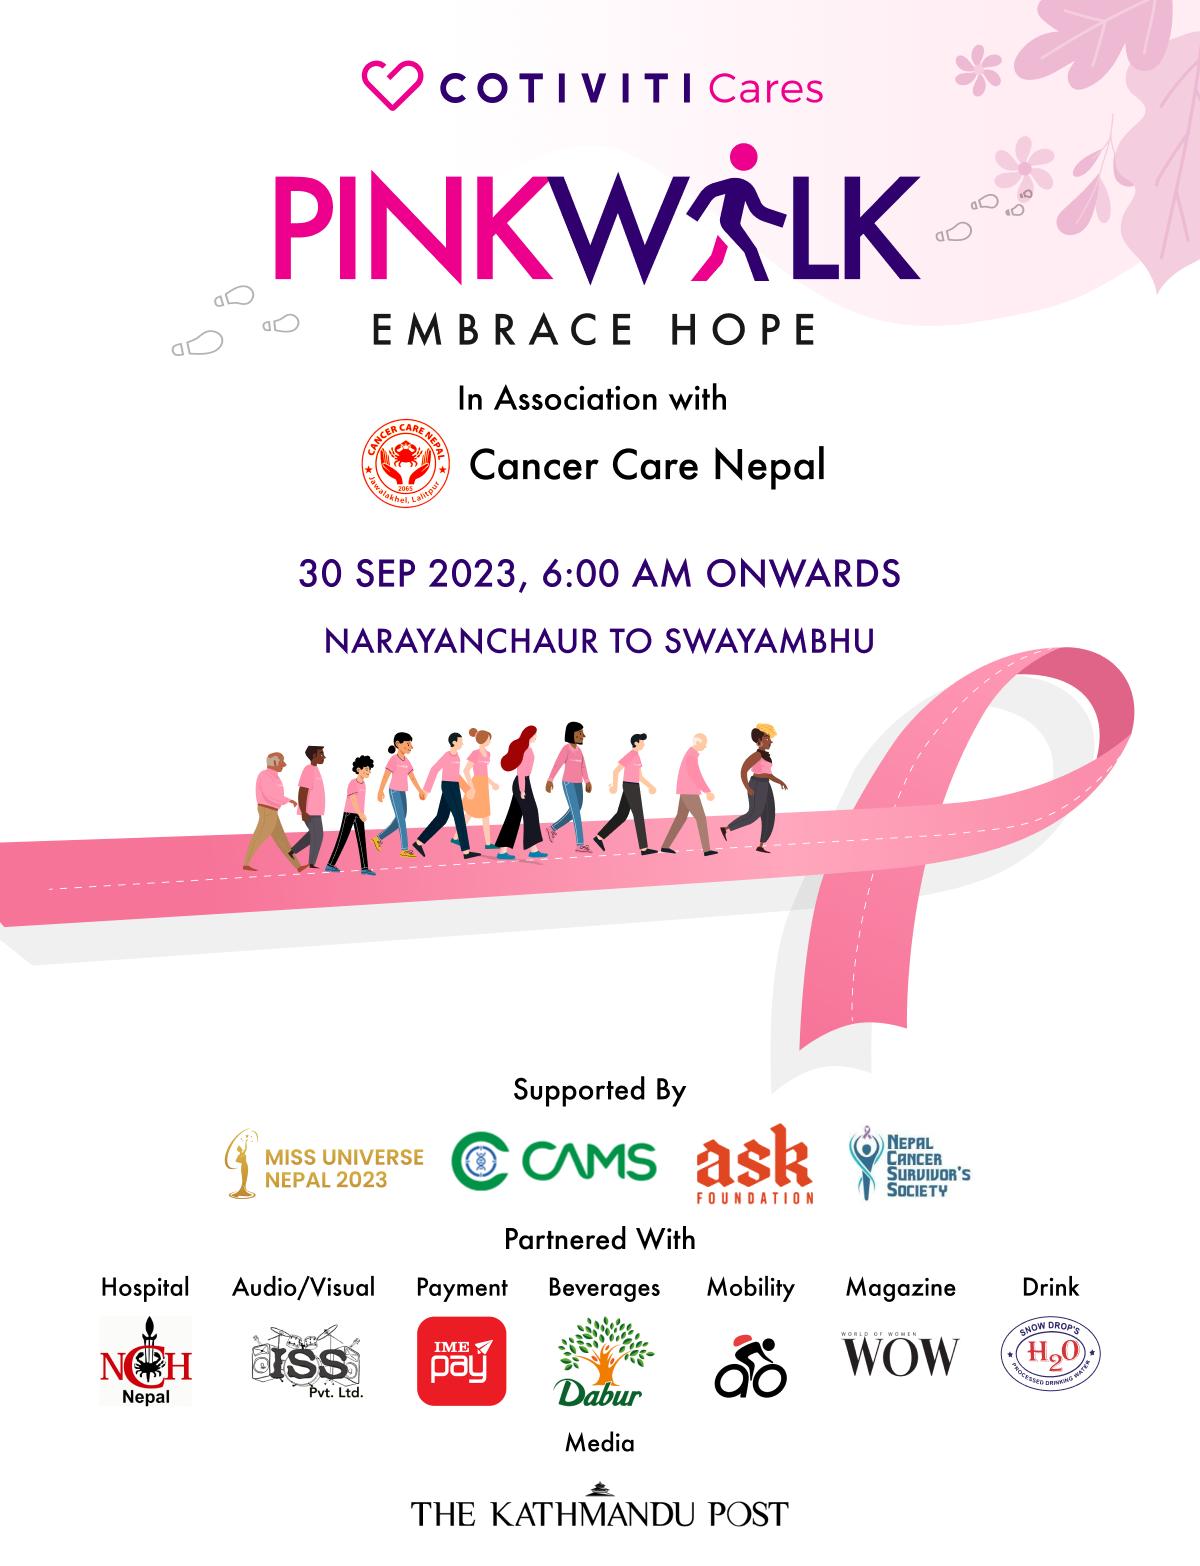 COTIVITI Cares
PINKWALK
EMBRACE HOPE
In Association with
CANCER CARE NEPAL
2065
Jawalakhel, Lalitpur
Cancer Care Nepal
30 SEP 2023, 6:00 AM ONWARDS
NARAYANCHAUR TO SWAYAMBHU
Supported By
MISS UNIVERSE
NEPAL 2023
CAMS
ask
FOUNDATION
NEPAL
CANCER
SURVIVOR'S
SOCIETY
Partnered With
Hospital Audio/Visual Payment Beverages Mobility Magazine Drink
NCH
Nepal
ISS
Pvt. Ltd.
IME
pay
Dabur
WORLD OF WOMEN
WOW
SNOW DROP'S
H2O
PROCESSED DRINKING WATER
Media
THE KATHMANDU POST